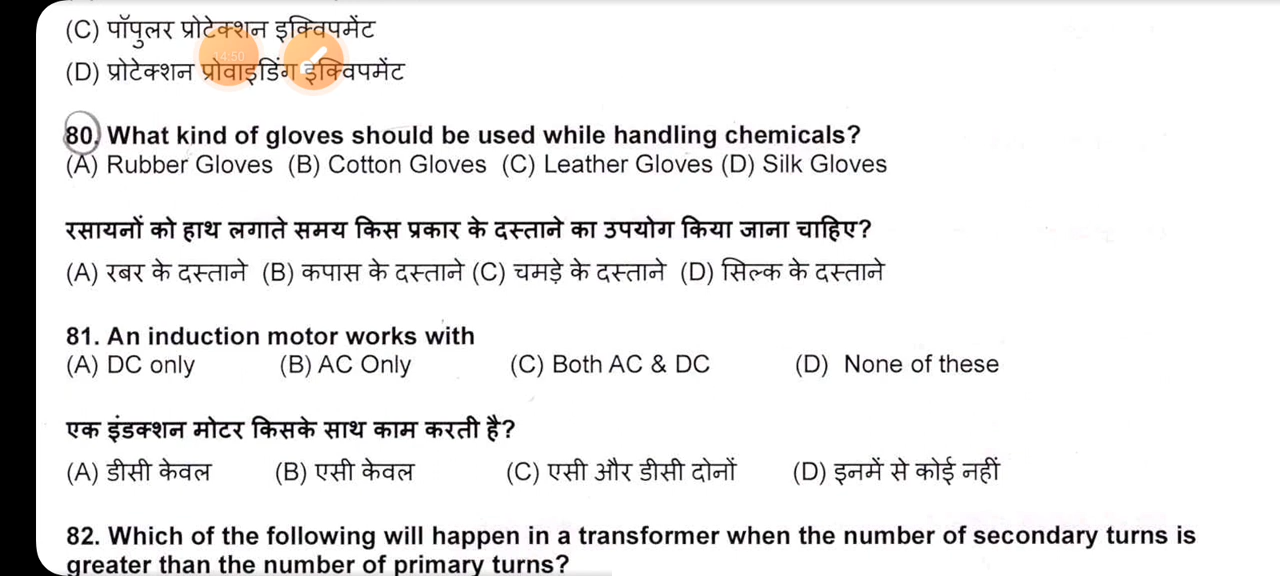 (C) पॉपुलर प्रोटेक्शन इक्विपमेंट
14:50
(D) प्रोटेक्शन प्रोवाइडिंग इक्विपमेंट
80. What kind of gloves should be used while handling chemicals?
(A) Rubber Gloves (B) Cotton Gloves (C) Leather Gloves (D) Silk Gloves
रसायनों को हाथ लगाते समय किस प्रकार के दस्ताने का उपयोग किया जाना चाहिए?
(A) रबर के दस्ताने (B) कपास के दस्ताने (C) चमड़े के दस्ताने (D) सिल्क के दस्ताने
81. An induction motor works with
(A) DC only (B) AC Only (C) Both AC & DC (D) None of these
एक इंडक्शन मोटर किसके साथ काम करती है?
(A) डीसी केवल (B) एसी केवल (C) एसी और डीसी दोनों (D) इनमें से कोई नहीं
82. Which of the following will happen in a transformer when the number of secondary turns is
greater than the number of primary turns?